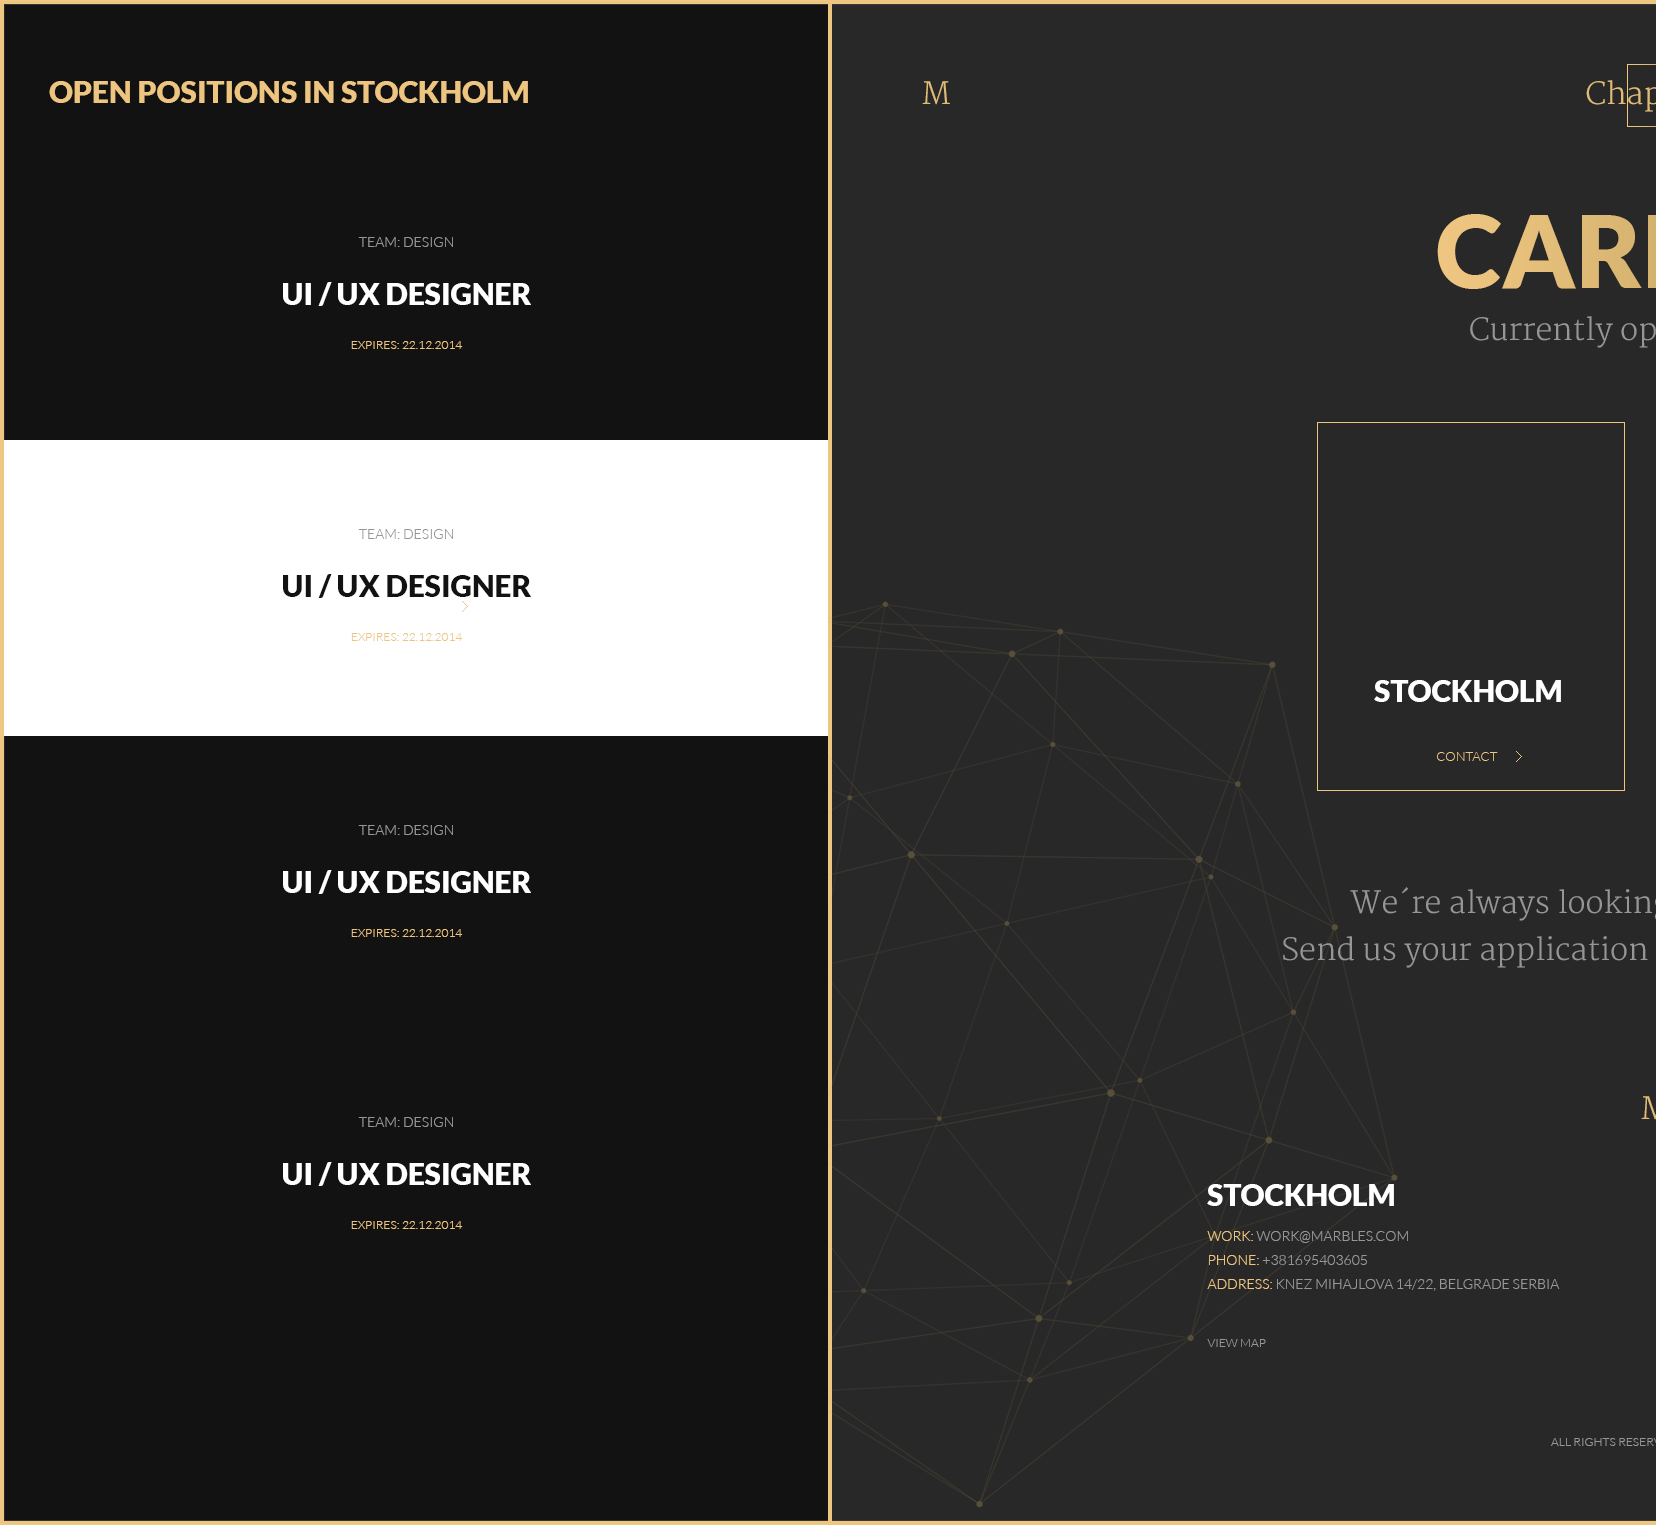 OPEN POSITIONS IN STOCKHOLM
TEAM: DESIGN
UI / UX DESIGNER
EXPIRES: 22.12.2014
TEAM: DESIGN
UI / UX DESIGNER
EXPIRES: 22.12.2014
TEAM: DESIGN
UI / UX DESIGNER
EXPIRES: 22.12.2014
TEAM: DESIGN
UI / UX DESIGNER
EXPIRES: 22.12.2014
M
Chap
CAR
Currently op
STOCKHOLM
CONTACT
We´re always looking
Send us your application
M
STOCKHOLM
WORK: WORK@MARBLES.COM
PHONE: +381695403605
ADDRESS: KNEZ MIHAJLOVA 14/22, BELGRADE SERBIA
VIEW MAP
ALL RIGHTS RESERV